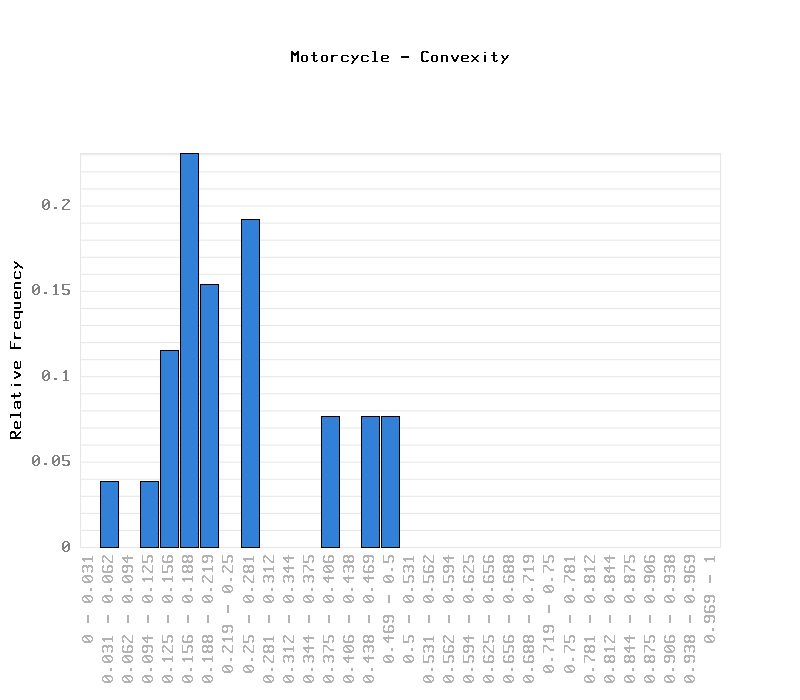 Motorcycle - Convexity
Relative Frequency
0.2
0.15
0.1
0.05
0
0 - 0.031
0.031 - 0.062
0.062 - 0.094
0.094 - 0.125
0.125 - 0.156
0.156 - 0.188
0.188 - 0.219
0.219 - 0.25
0.25 - 0.281
0.281 - 0.312
0.312 - 0.344
0.344 - 0.375
0.375 - 0.406
0.406 - 0.438
0.438 - 0.469
0.469 - 0.5
0.5 - 0.531
0.531 - 0.562
0.562 - 0.594
0.594 - 0.625
0.625 - 0.656
0.656 - 0.688
0.688 - 0.719
0.719 - 0.75
0.75 - 0.781
0.781 - 0.812
0.812 - 0.844
0.844 - 0.875
0.875 - 0.906
0.906 - 0.938
0.938 - 0.969
0.969 - 1